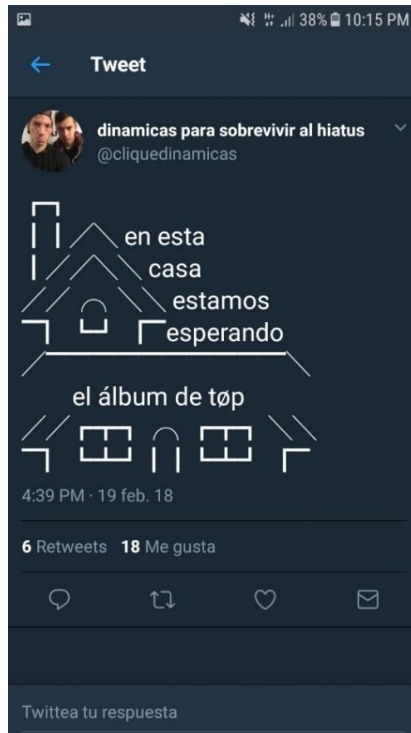 38% 10:15 PM
Tweet
dinamicas para sobrevivir al hiatus
@cliquedinamicas
en esta
casa
estamos
esperando
el álbum de tøp
4:39 PM · 19 feb. 18
6 Retweets 18 Me gusta
Twittea tu respuesta